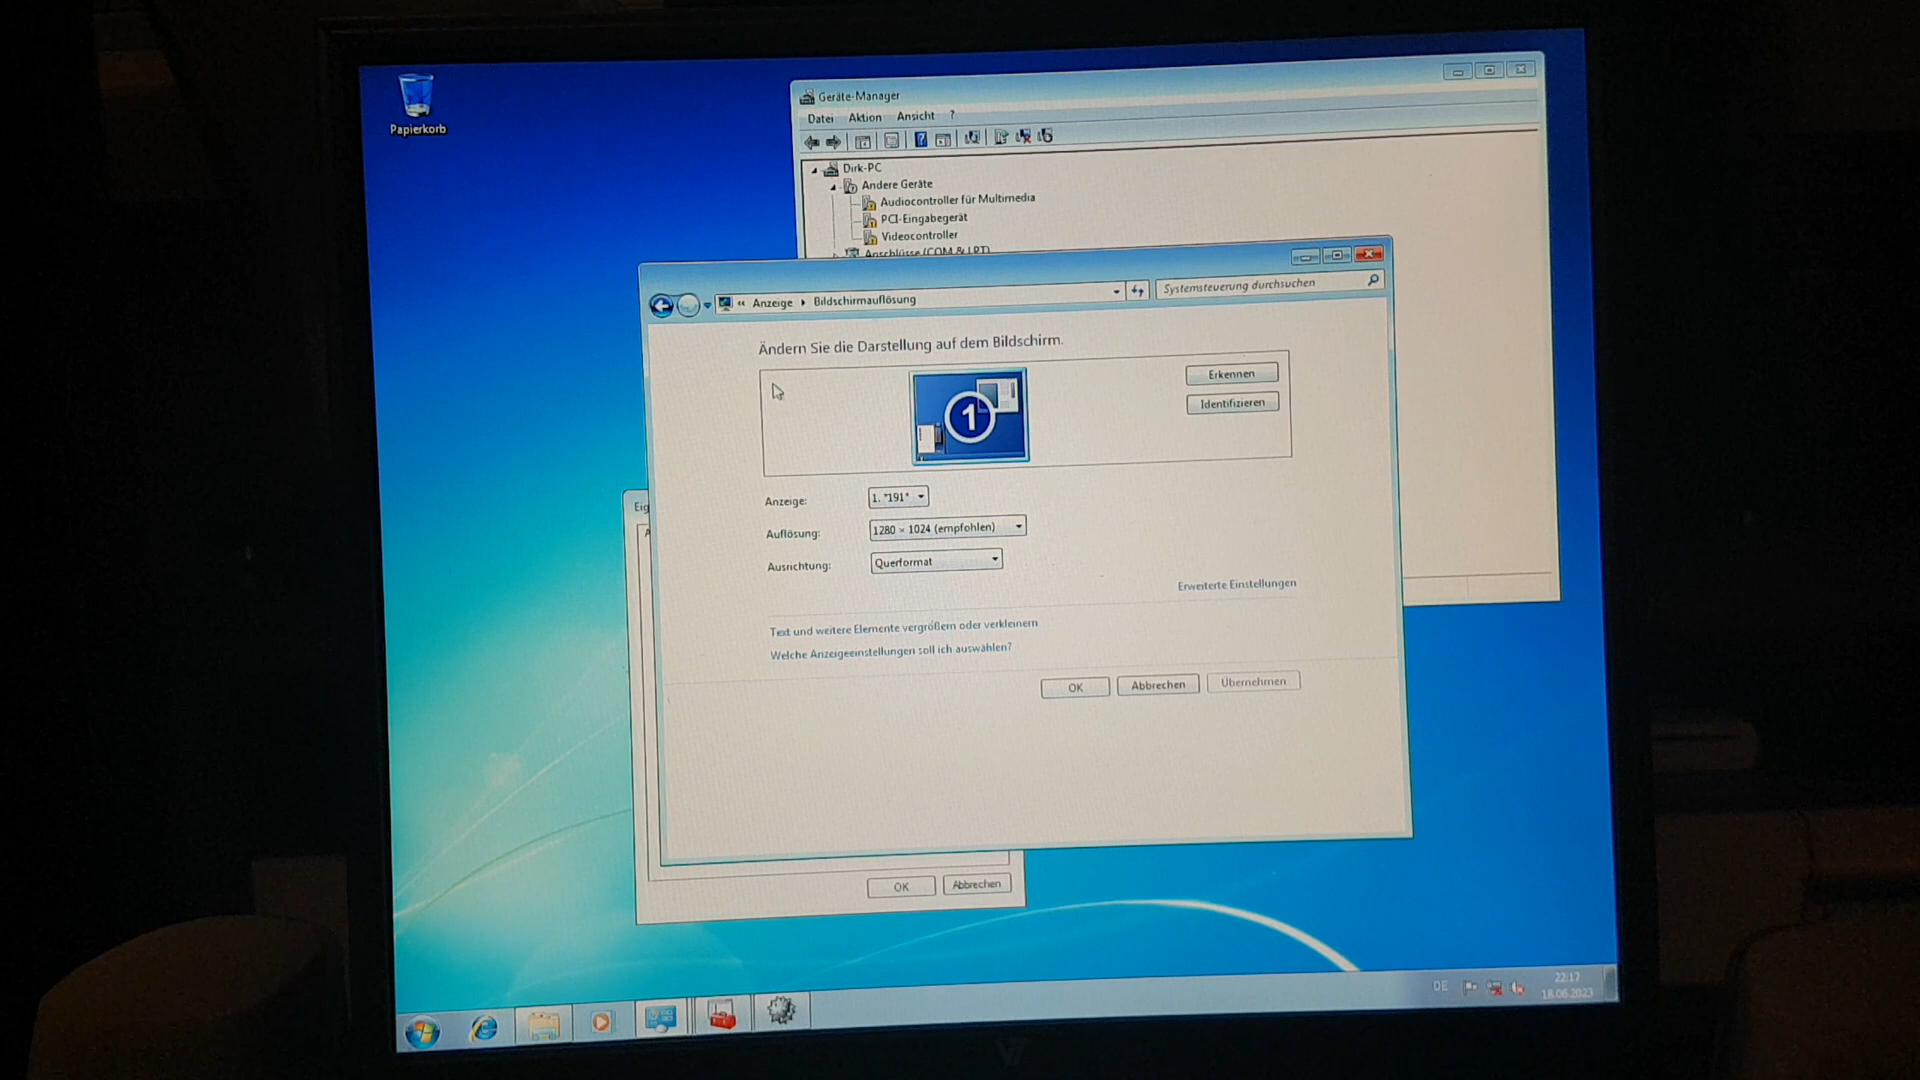 Papierkorb
Geräte-Manager
Datei Aktion Ansicht ?
Dirk-PC
Andere Geräte
Audiocontroller für Multimedia
PCI-Eingabegerät
Videocontroller
Anschlüsse (COM & LPT)
« Anzeige Bildschirmauflösung
Systemsteuerung durchsuchen
Ändern Sie die Darstellung auf dem Bildschirm.
Erkennen
1
Identifizieren
Anzeige: 1. "191"
Eig
Auflösung: 1280 × 1024 (empfohlen)
A
Ausrichtung: Querformat
Erweiterte Einstellungen
Text und weitere Elemente vergrößern oder verkleinern
Welche Anzeigeeinstellungen soll ich auswählen?
OK Abbrechen Übernehmen
OK Abbrechen
DE
22:17
18.06.2023